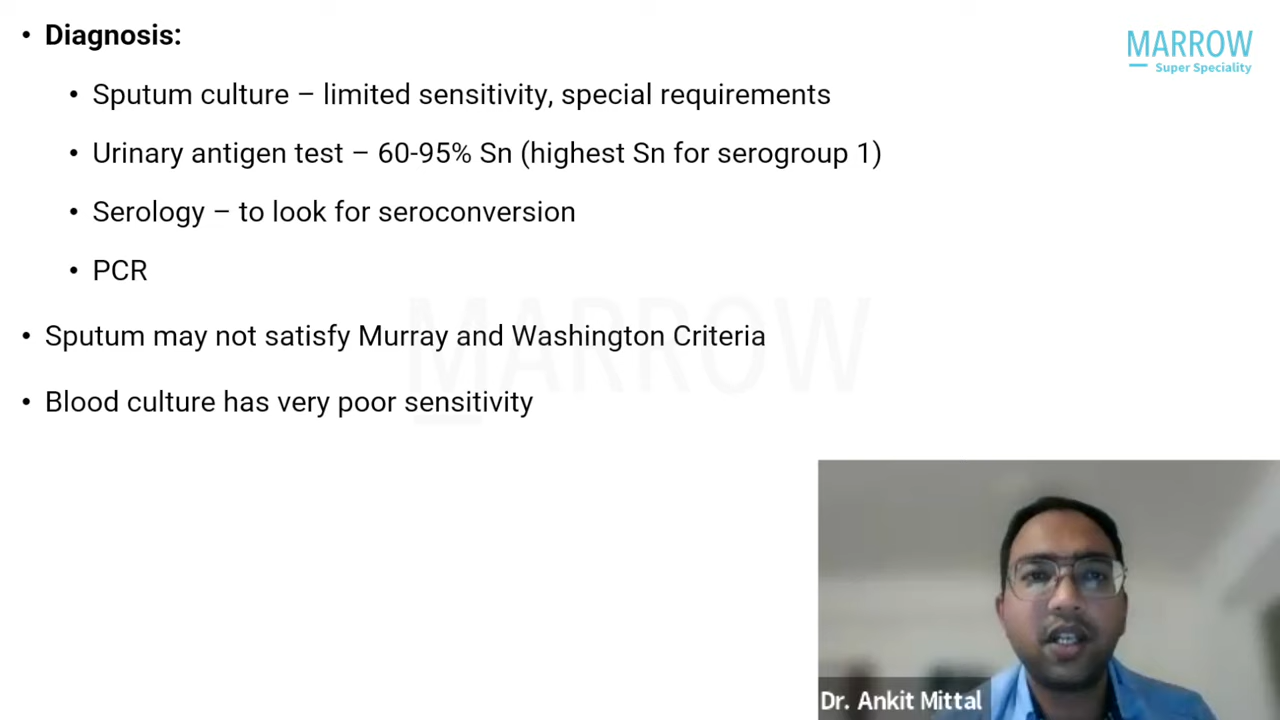 • Diagnosis:
MARROW
Super Speciality
• Sputum culture – limited sensitivity, special requirements
• Urinary antigen test – 60-95% Sn (highest Sn for serogroup 1)
• Serology – to look for seroconversion
• PCR
• Sputum may not satisfy Murray and Washington Criteria
MARROW
• Blood culture has very poor sensitivity
Dr. Ankit Mittal